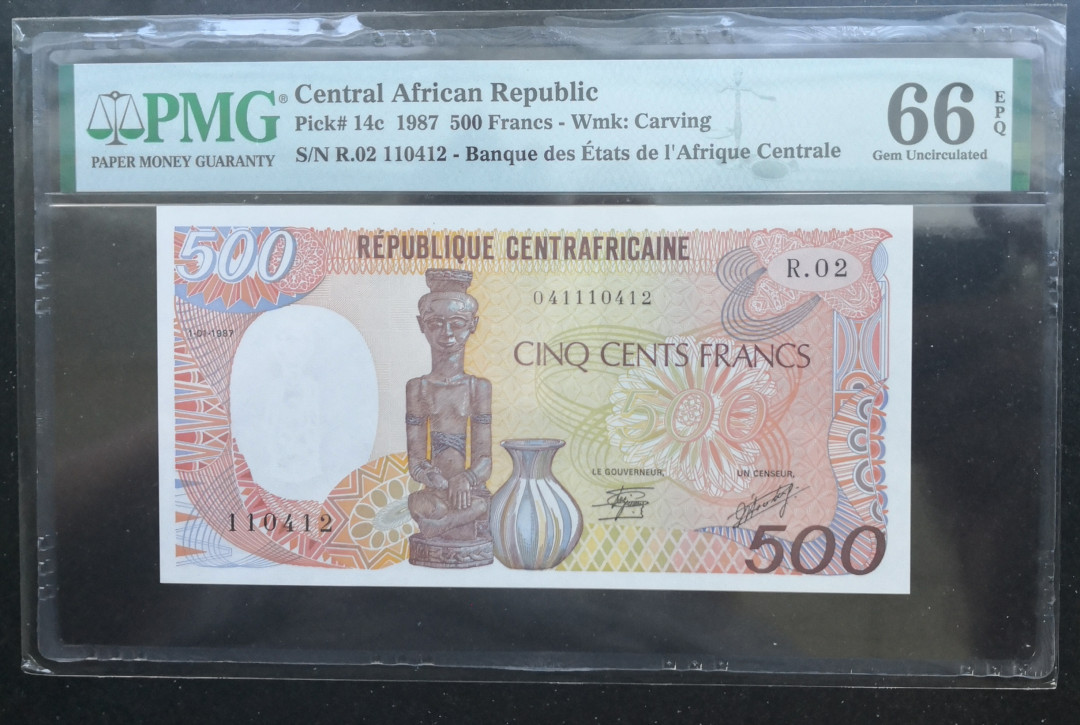 PMG®
PAPER MONEY GUARANTY
Central African Republic
Pick# 14c 1987 500 Francs - Wmk: Carving
S/N R.02 110412 - Banque des États de l'Afrique Centrale
66
EPQ
Gem Uncirculated
500
RÉPUBLIQUE CENTRAFRICAINE
R.02
041110412
1-01-1987
CINQ CENTS FRANCS
500
LE GOUVERNEUR,
UN CENSEUR,
110412
500